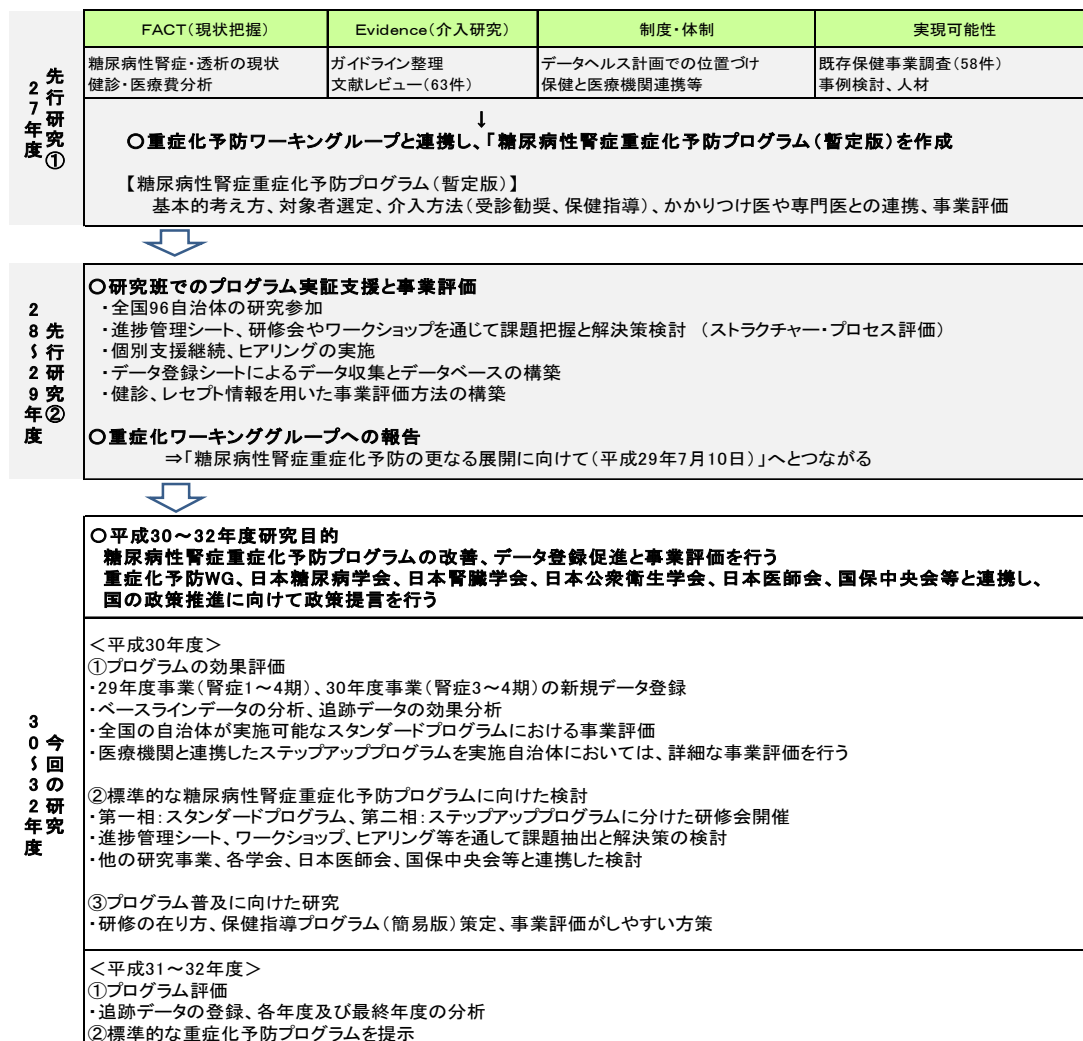 先行研究①
27年度
FACT(現状把握)
Evidence(介入研究)
制度・体制
実現可能性
糖尿病性腎症・透析の現状
健診・医療費分析
ガイドライン整理
文献レビュー(63件)
データヘルス計画での位置づけ
保健と医療機関連携等
既存保健事業調査(58件)
事例検討、人材
↓
○重症化予防ワーキンググループと連携し、「糖尿病性腎症重症化予防プログラム(暫定版)を作成
【糖尿病性腎症重症化予防プログラム(暫定版)】
基本的考え方、対象者選定、介入方法(受診勧奨、保健指導)、かかりつけ医や専門医との連携、事業評価
先行研究②
28~29年度
○研究班でのプログラム実証支援と事業評価
・全国96自治体の研究参加
・進捗管理シート、研修会やワークショップを通じて課題把握と解決策検討 (ストラクチャー・プロセス評価)
・個別支援継続、ヒアリングの実施
・データ登録シートによるデータ収集とデータベースの構築
・健診、レセプト情報を用いた事業評価方法の構築
○重症化ワーキンググループへの報告
⇒「糖尿病性腎症重症化予防の更なる展開に向けて(平成29年7月10日)」へとつながる
今回の研究
30~32年度
○平成30~32年度研究目的
糖尿病性腎症重症化予防プログラムの改善、データ登録促進と事業評価を行う
重症化予防WG、日本糖尿病学会、日本腎臓学会、日本公衆衛生学会、日本医師会、国保中央会等と連携し、
国の政策推進に向けて政策提言を行う
<平成30年度>
①プログラムの効果評価
・29年度事業(腎症1~4期)、30年度事業(腎症3~4期)の新規データ登録
・ベースラインデータの分析、追跡データの効果分析
・全国の自治体が実施可能なスタンダードプログラムにおける事業評価
・医療機関と連携したステップアッププログラムを実施自治体においては、詳細な事業評価を行う
②標準的な糖尿病性腎症重症化予防プログラムに向けた検討
・第一相:スタンダードプログラム、第二相:ステップアッププログラムに分けた研修会開催
・進捗管理シート、ワークショップ、ヒアリング等を通して課題抽出と解決策の検討
・他の研究事業、各学会、日本医師会、国保中央会等と連携した検討
③プログラム普及に向けた研究
・研修の在り方、保健指導プログラム(簡易版)策定、事業評価がしやすい方策
<平成31~32年度>
①プログラム評価
・追跡データの登録、各年度及び最終年度の分析
②標準的な重症化予防プログラムを提示